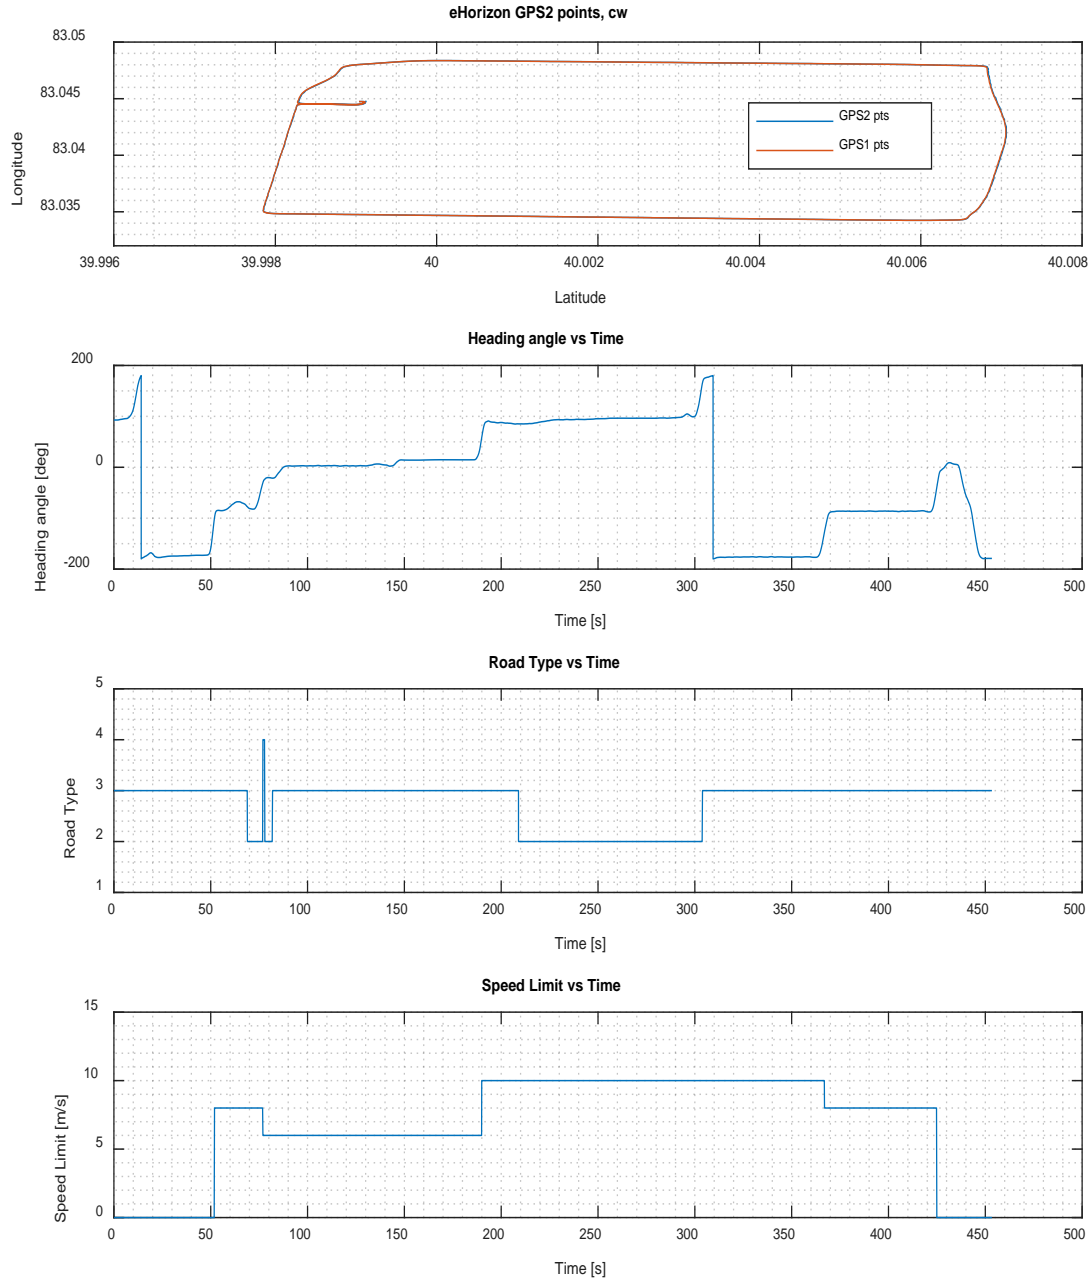 eHorizon GPS2 points, cw
83.05
83.045
83.04
83.035
Longitude
GPS2 pts
GPS1 pts
39.996 39.998 40 40.002 40.004 40.006 40.008
Latitude
Heading angle vs Time
200
0
-200
Heading angle [deg]
0 50 100 150 200 250 300 350 400 450 500
Time [s]
Road Type vs Time
5
4
3
2
1
Road Type
0 50 100 150 200 250 300 350 400 450 500
Time [s]
Speed Limit vs Time
15
10
5
0
Speed Limit [m/s]
0 50 100 150 200 250 300 350 400 450 500
Time [s]